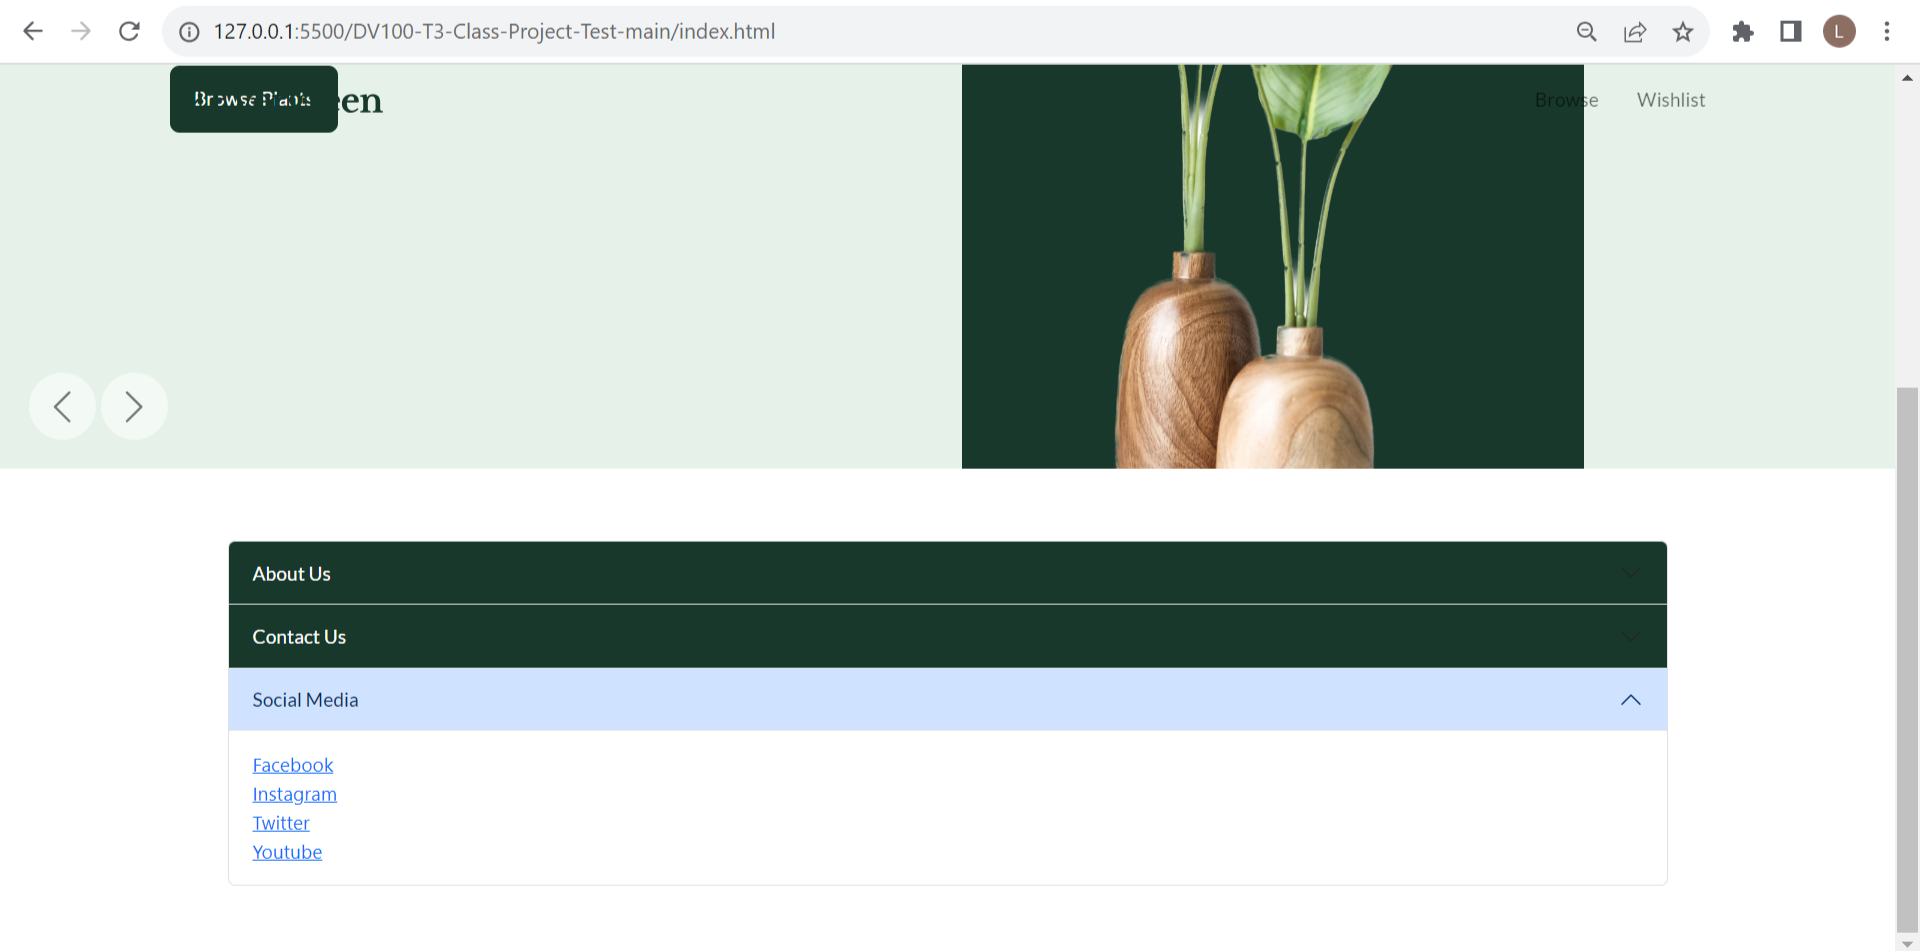 127.0.0.1:5500/DV100-T3-Class-Project-Test-main/index.html
L
Browse Plants
een
Browse Wishlist
About Us
Contact Us
Social Media
Facebook
Instagram
Twitter
Youtube